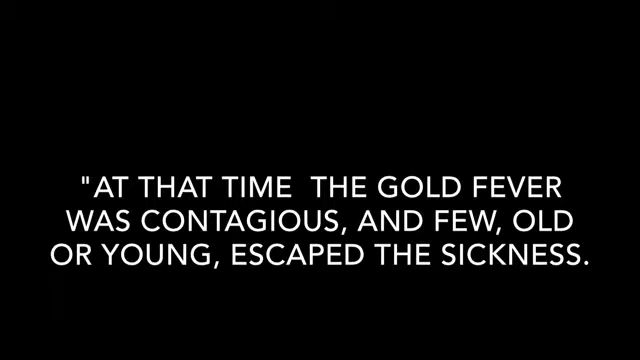 "AT THAT TIME  THE GOLD FEVER
WAS CONTAGIOUS, AND FEW, OLD
OR YOUNG, ESCAPED THE SICKNESS.